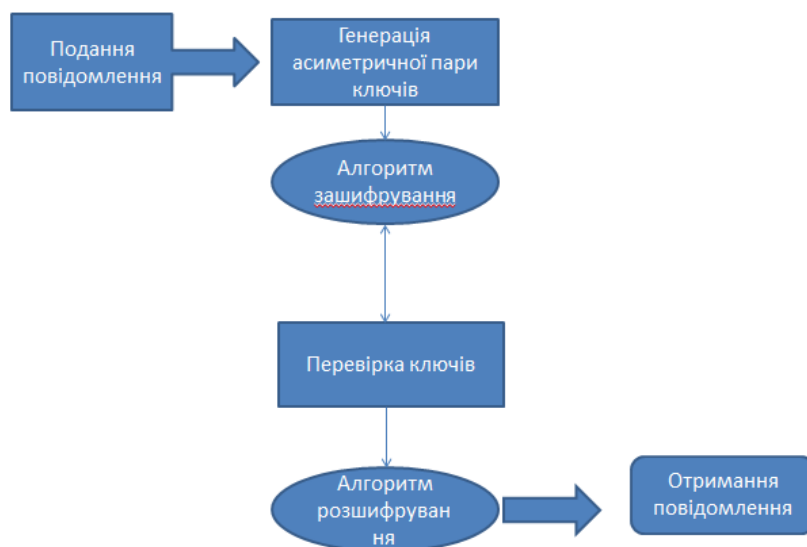 Подання
повідомлення
Генерація
асиметричної пари
ключів
Алгоритм
зашифрування
Перевірка ключів
Алгоритм
розшифруван
ня
Отримання
повідомлення